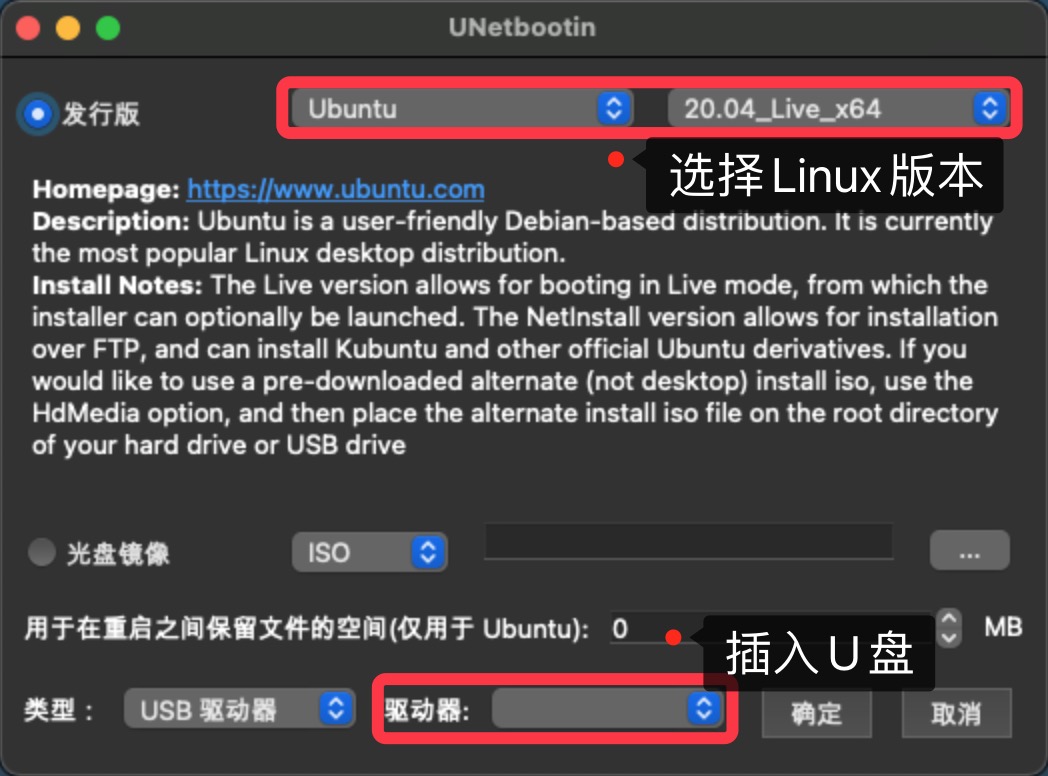 UNetbootin
发行版 Ubuntu 20.04_Live_x64
选择Linux版本
Homepage: https://www.ubuntu.com
Description: Ubuntu is a user-friendly Debian-based distribution. It is currently
the most popular Linux desktop distribution.
Install Notes: The Live version allows for booting in Live mode, from which the
installer can optionally be launched. The NetInstall version allows for installation
over FTP, and can install Kubuntu and other official Ubuntu derivatives. If you
would like to use a pre-downloaded alternate (not desktop) install iso, use the
HdMedia option, and then place the alternate install iso file on the root directory
of your hard drive or USB drive
光盘镜像 ISO ...
用于在重启之间保留文件的空间(仅用于 Ubuntu): 0 MB
插入U盘
类型： USB 驱动器 驱动器: 确定 取消